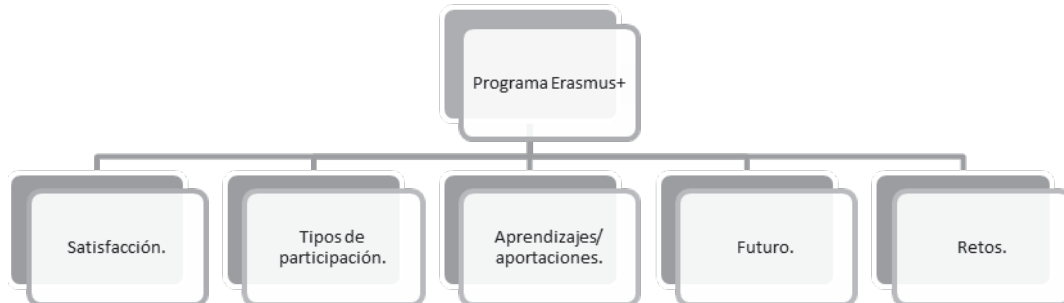 Programa Erasmus+
Satisfacción.
Tipos de
participación.
Aprendizajes/
aportaciones.
Futuro.
Retos.